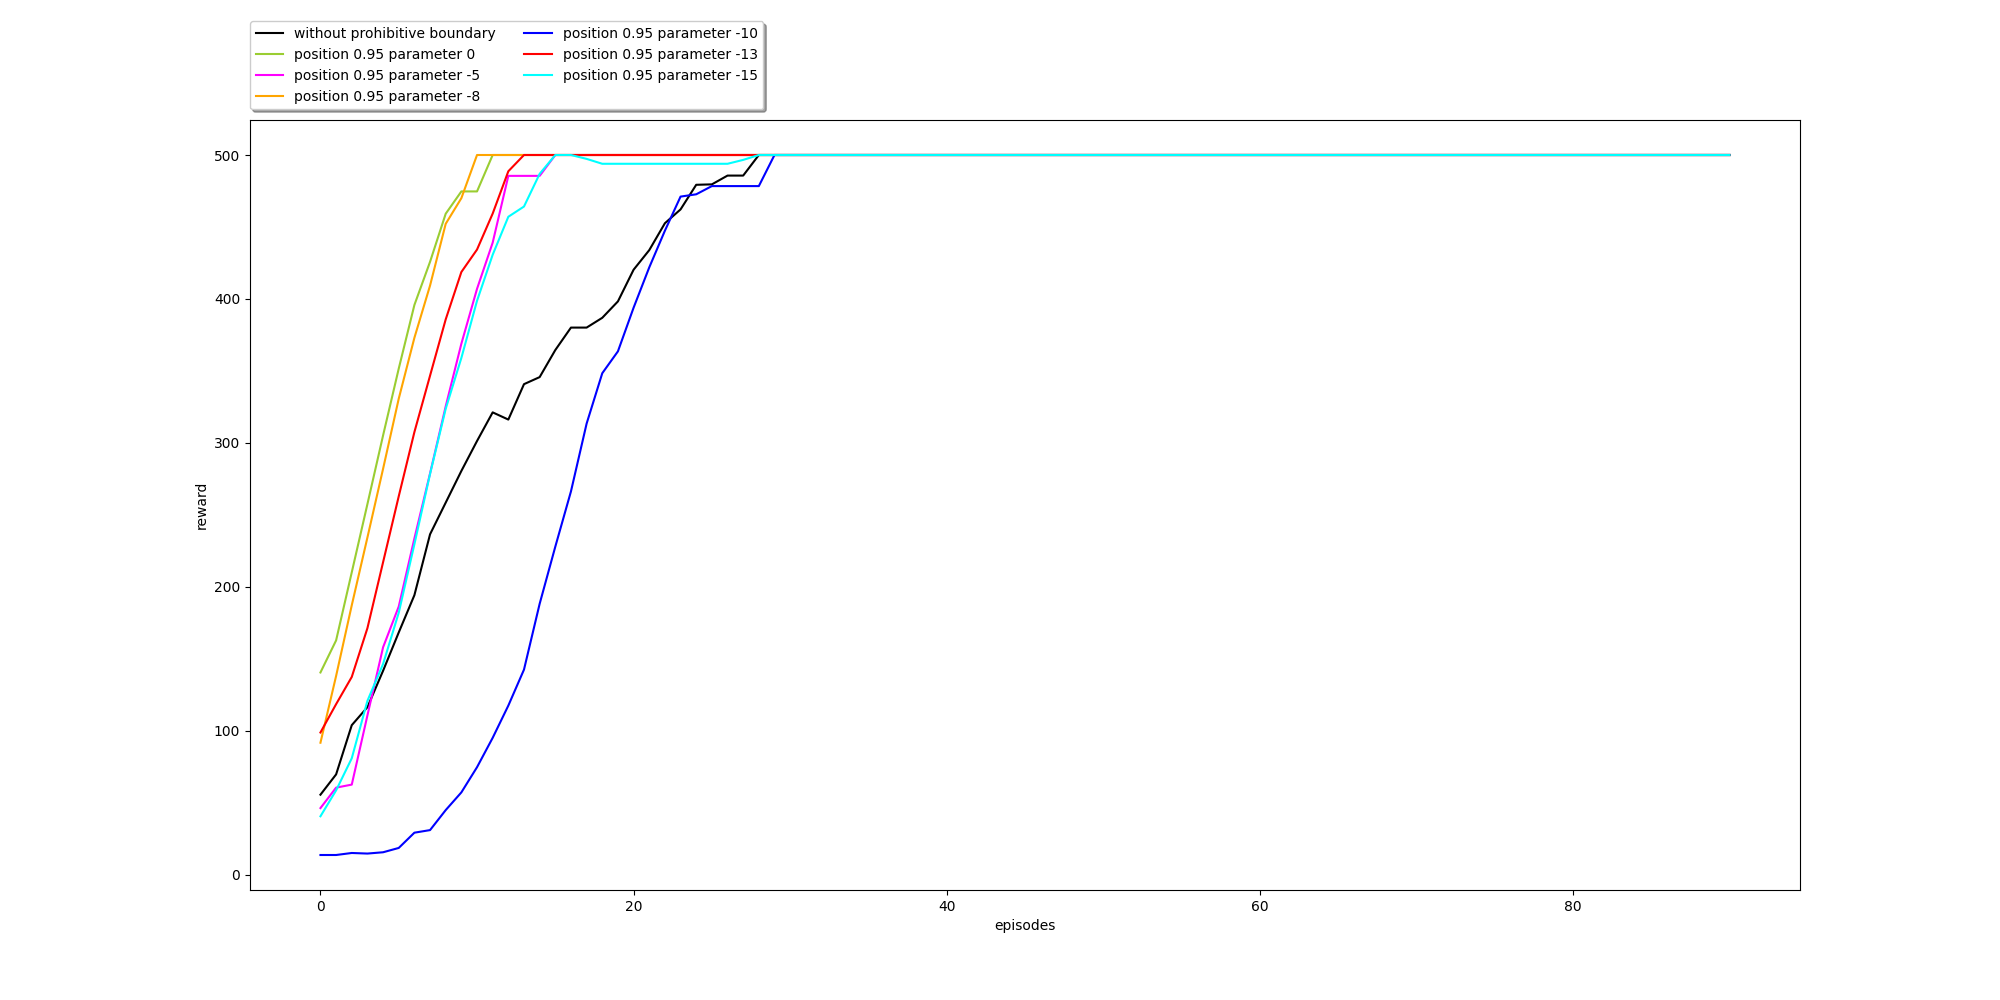 without prohibitive boundary
position 0.95 parameter 0
position 0.95 parameter -5
position 0.95 parameter -8
position 0.95 parameter -10
position 0.95 parameter -13
position 0.95 parameter -15
500
400
300
200
100
0
reward
0 20 40 60 80
episodes